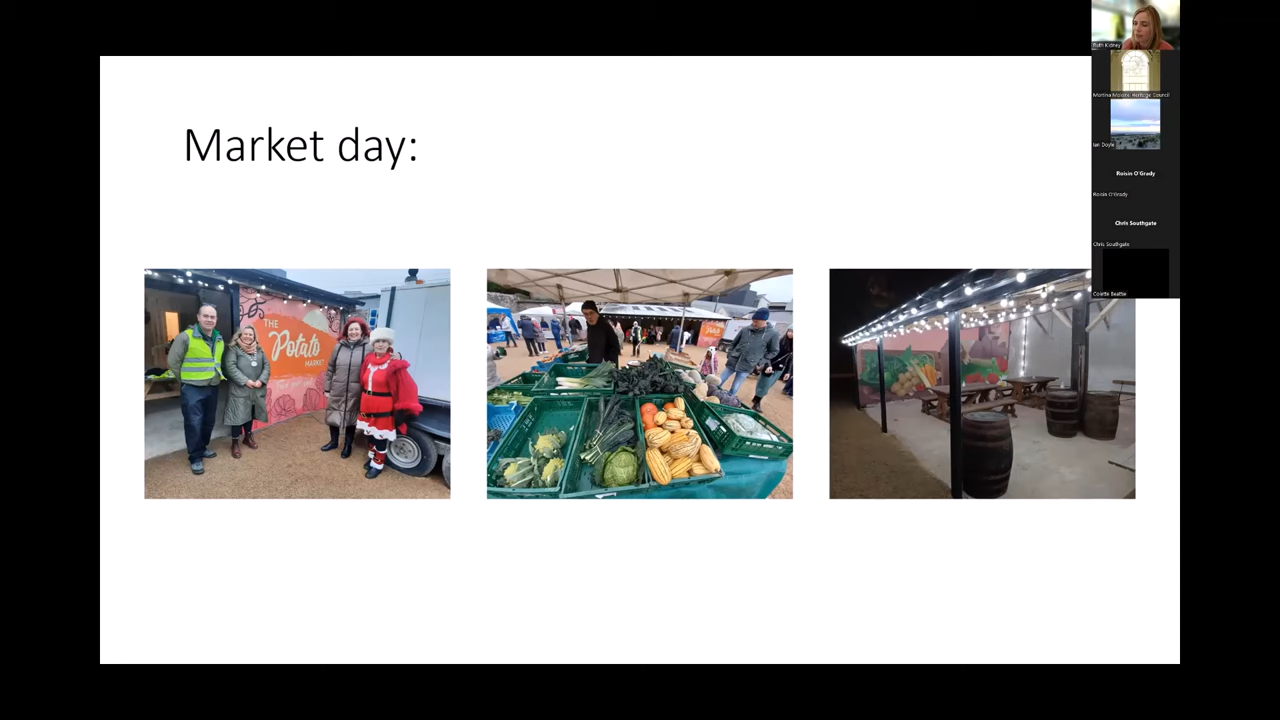 Market day:
THE
Potato
MARKET
Potato
Ruth Kidney
Martina Malone, Heritage Council
Ian Doyle
Roisin O'Grady
Roisin O'Grady
Chris Southgate
Chris Southgate
Colette Beattie